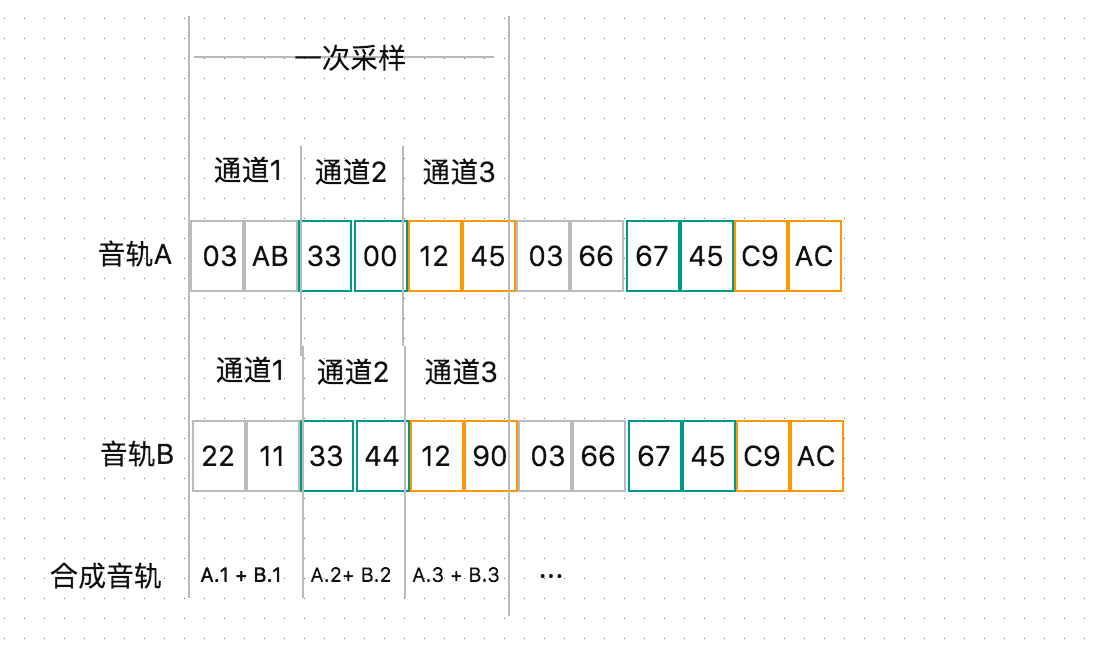 一次采样
通道1 通道2 通道3
音轨A 03 AB 33 00 12 45 03 66 67 45 C9 AC
通道1 通道2 通道3
音轨B 22 11 33 44 12 90 03 66 67 45 C9 AC
合成音轨 A.1 + B.1 A.2+ B.2 A.3 + B.3 ...